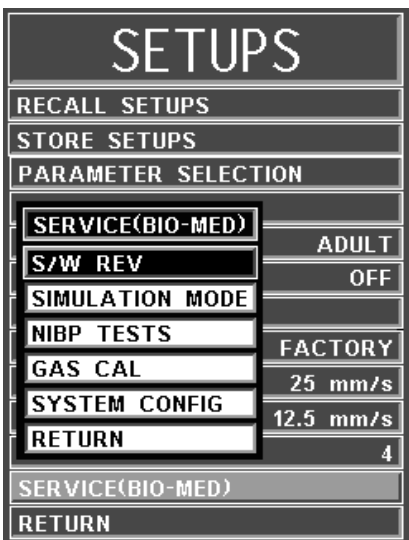 SETUPS
RECALL SETUPS
STORE SETUPS
PARAMETER SELECTION
SERVICE(BIO-MED)
ADULT
S/W REV
OFF
SIMULATION MODE
NIBP TESTS
FACTORY
GAS CAL
25 mm/s
SYSTEM CONFIG
12.5 mm/s
RETURN
4
SERVICE(BIO-MED)
RETURN